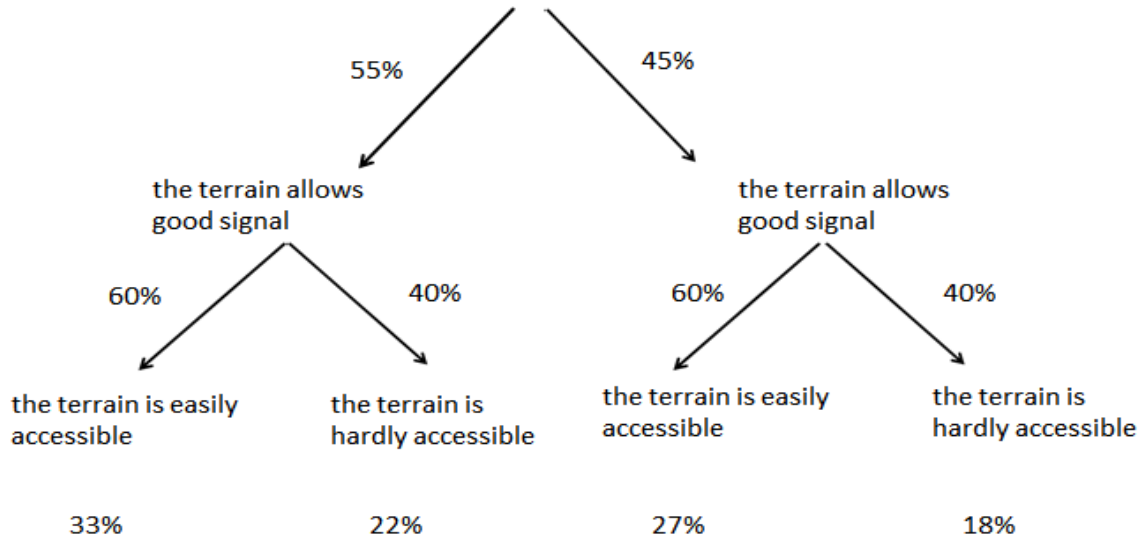 55%
45%
the terrain allows
good signal
the terrain allows
good signal
60%
40%
60%
40%
the terrain is easily
accessible
the terrain is
hardly accessible
the terrain is easily
accessible
the terrain is
hardly accessible
33%
22%
27%
18%